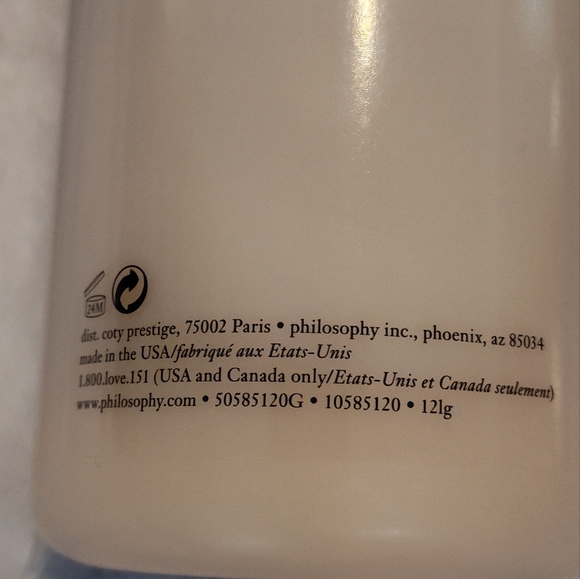 24M
dist. coty prestige, 75002 Paris • philosophy inc., phoenix, az 85034
made in the USA/fabriqué aux Etats-Unis
1.800.love.151 (USA and Canada only/Etats-Unis et Canada seulement)
www.philosophy.com • 50585120G • 10585120 • 121g